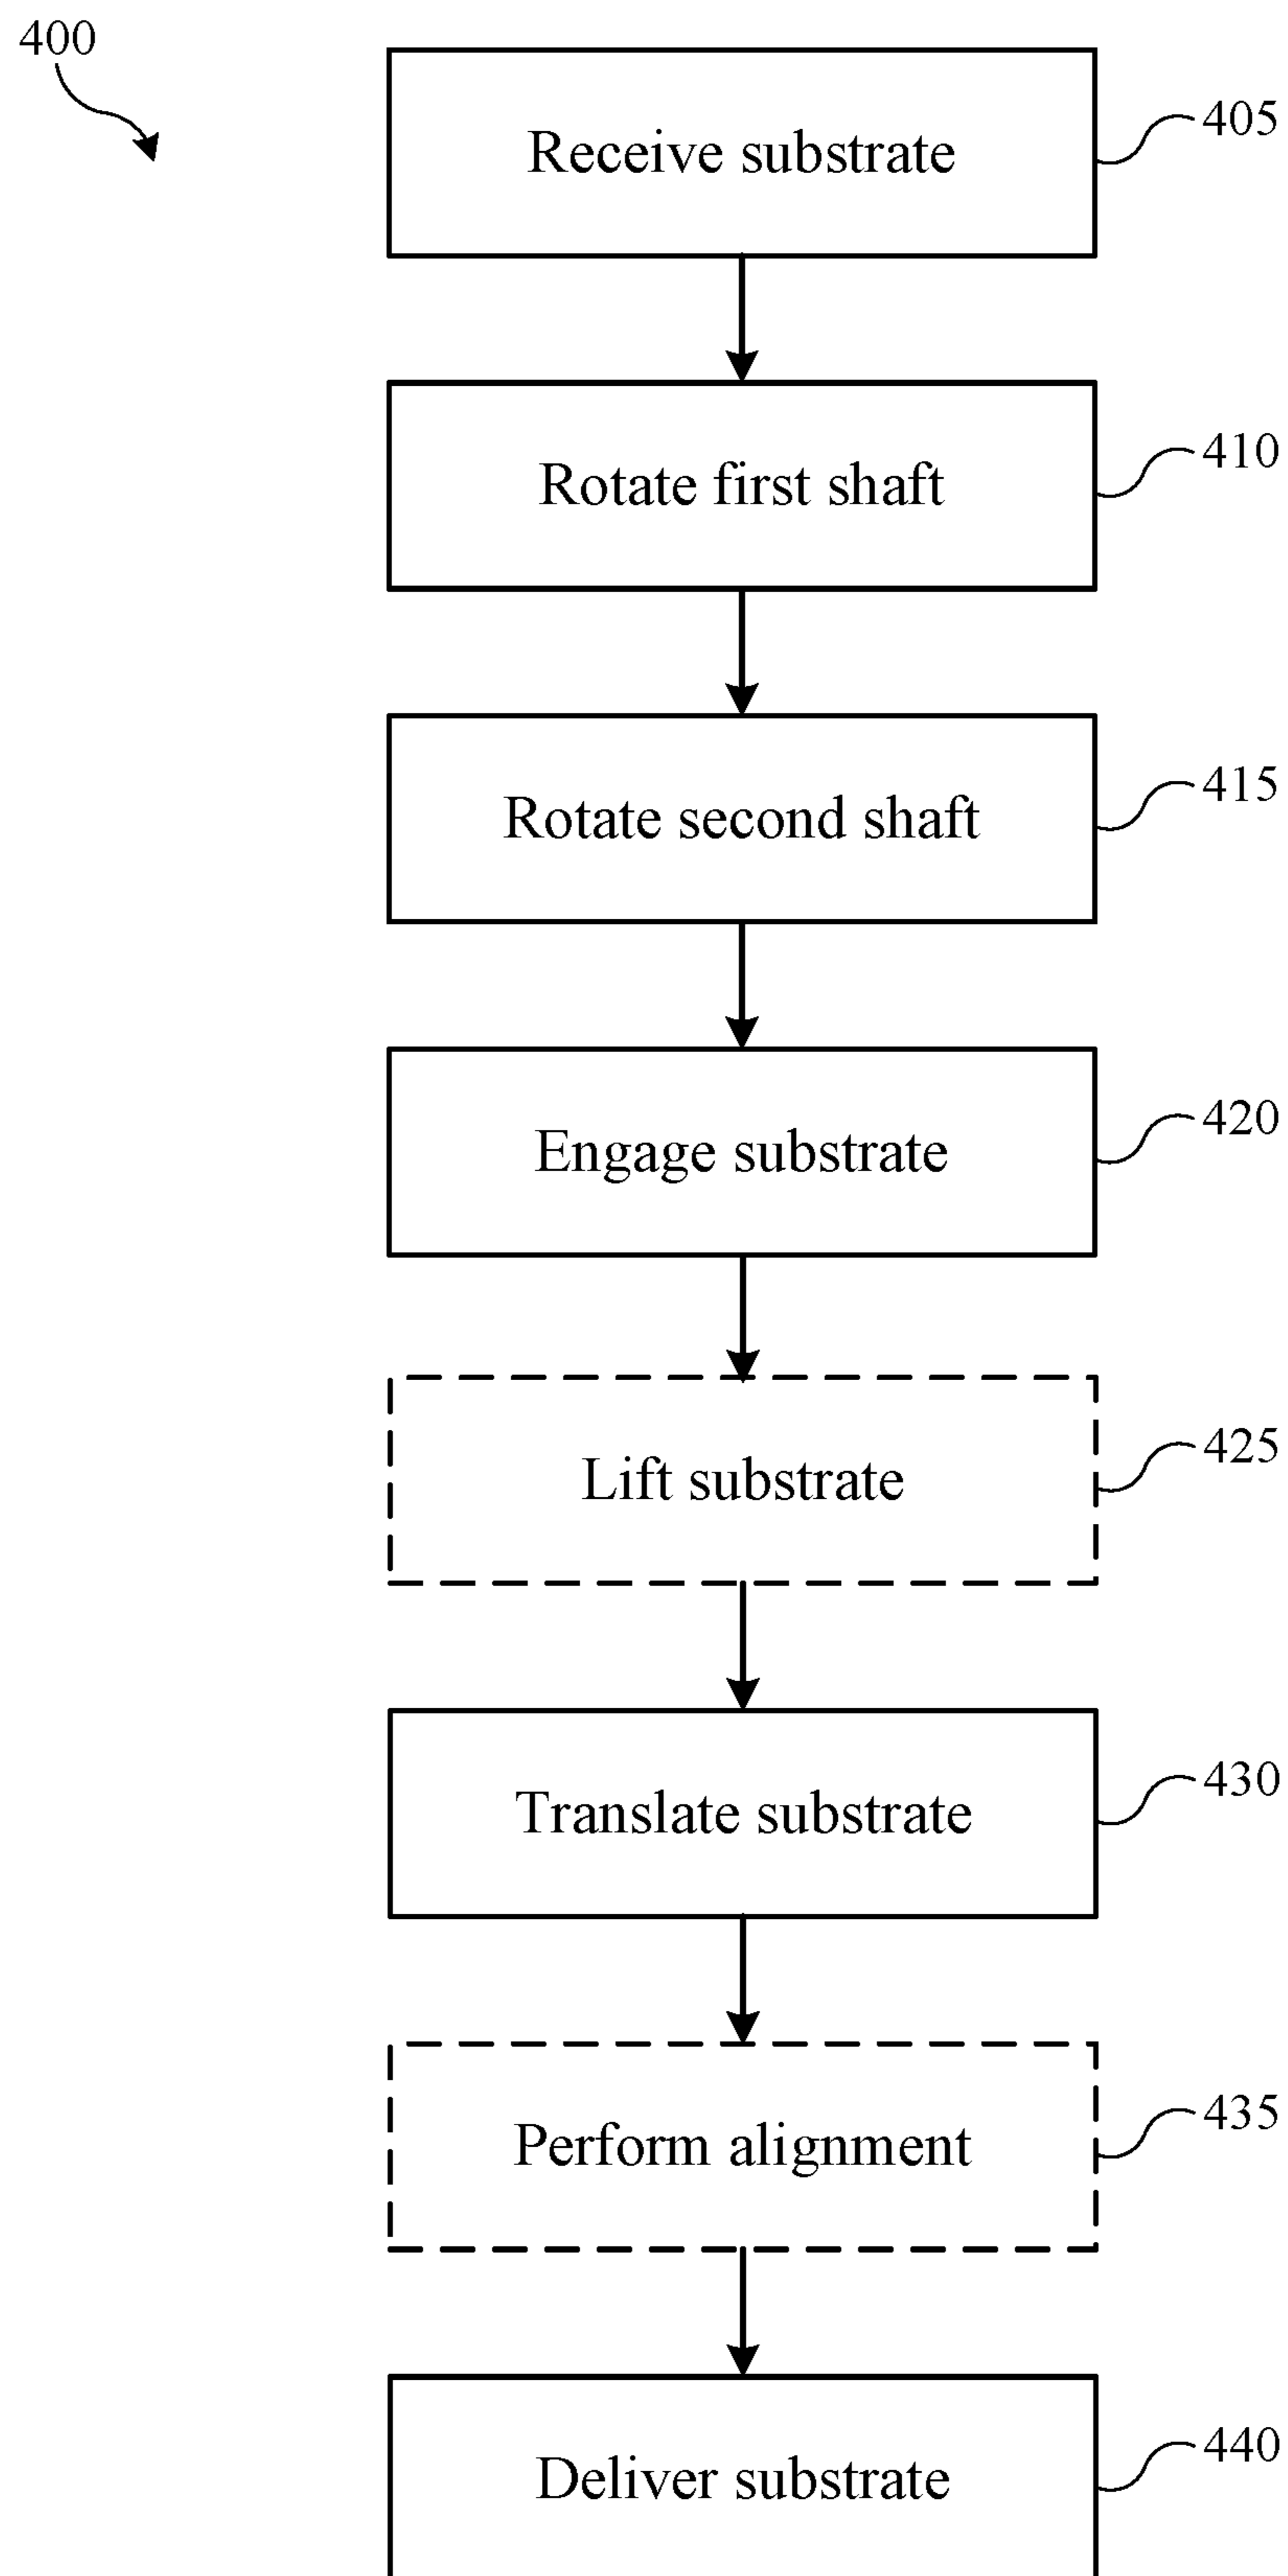 400
Receive substrate
405
Rotate first shaft
410
Rotate second shaft
415
Engage substrate
420
Lift substrate
425
Translate substrate
430
Perform alignment
435
Deliver substrate
440